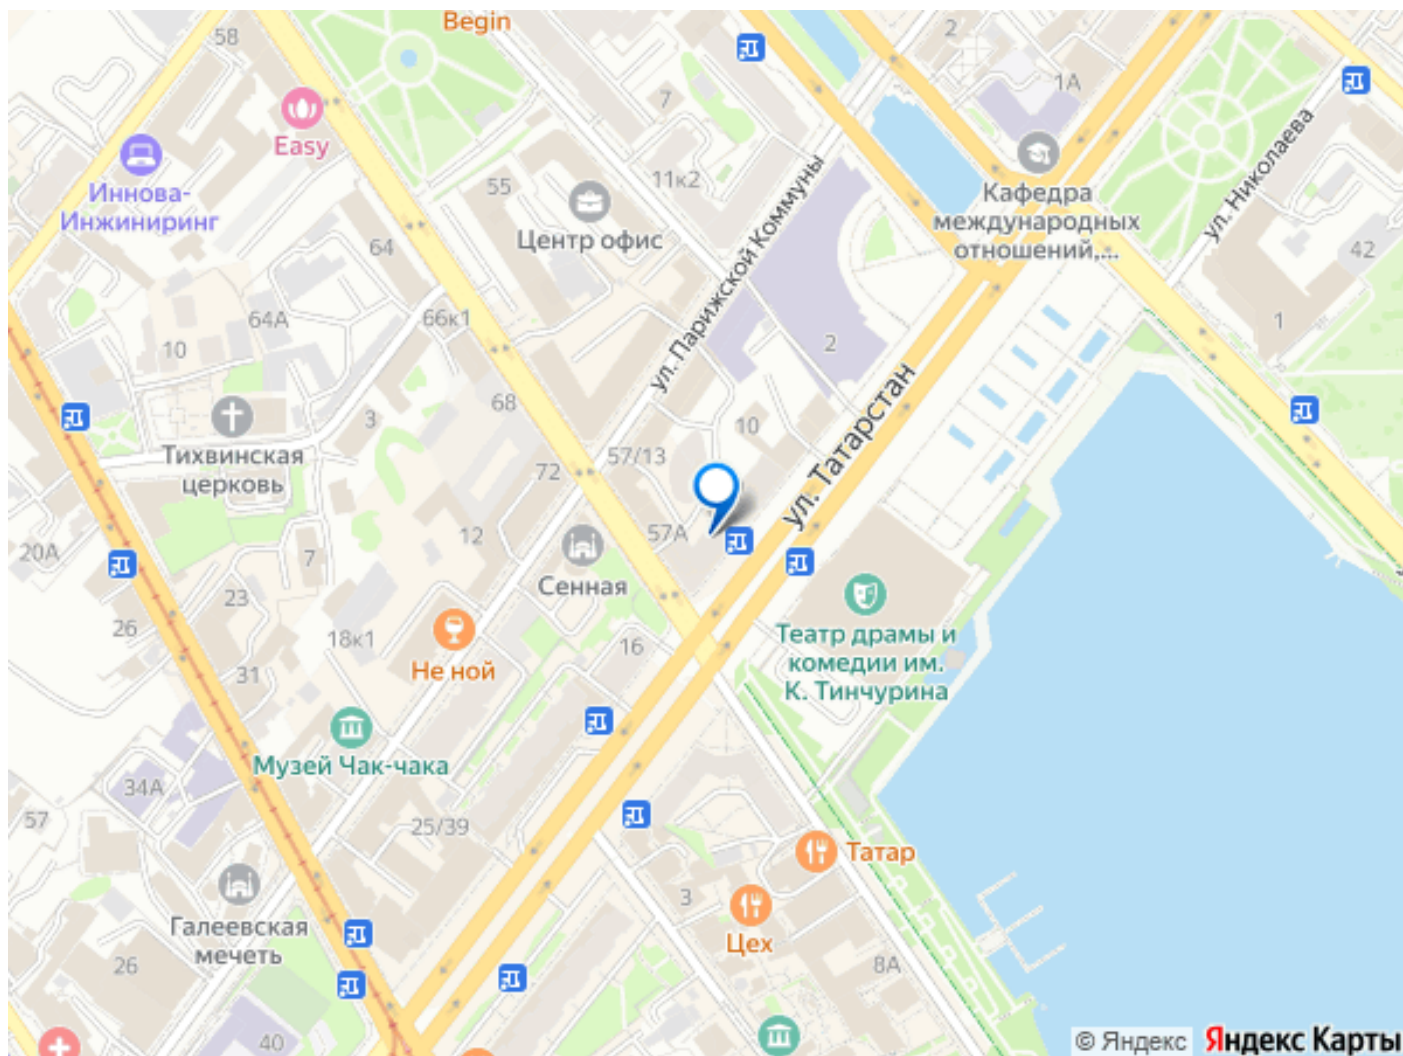 Begin
58
2
7
1А
Easy
ул. Николаева
Иннова-
Инжиниринг
55
11к2
Центр офис
Кафедра
международных
отношений,...
64
42
ул. Парижской Коммуны
64А
66к1
10
2
1
68
3
10
ул. Татарстан
Тихвинская
церковь
72
57/13
57А
12
20А
7
Сенная
23
26
18к1
16
Не ной
Театр драмы и
комедии им.
К. Тинчурина
31
Музей Чак-чака
34А
57
25/39
Татар
3
Цех
Галеевская
мечеть
26
8А
40
© Яндекс Яндекс Карты